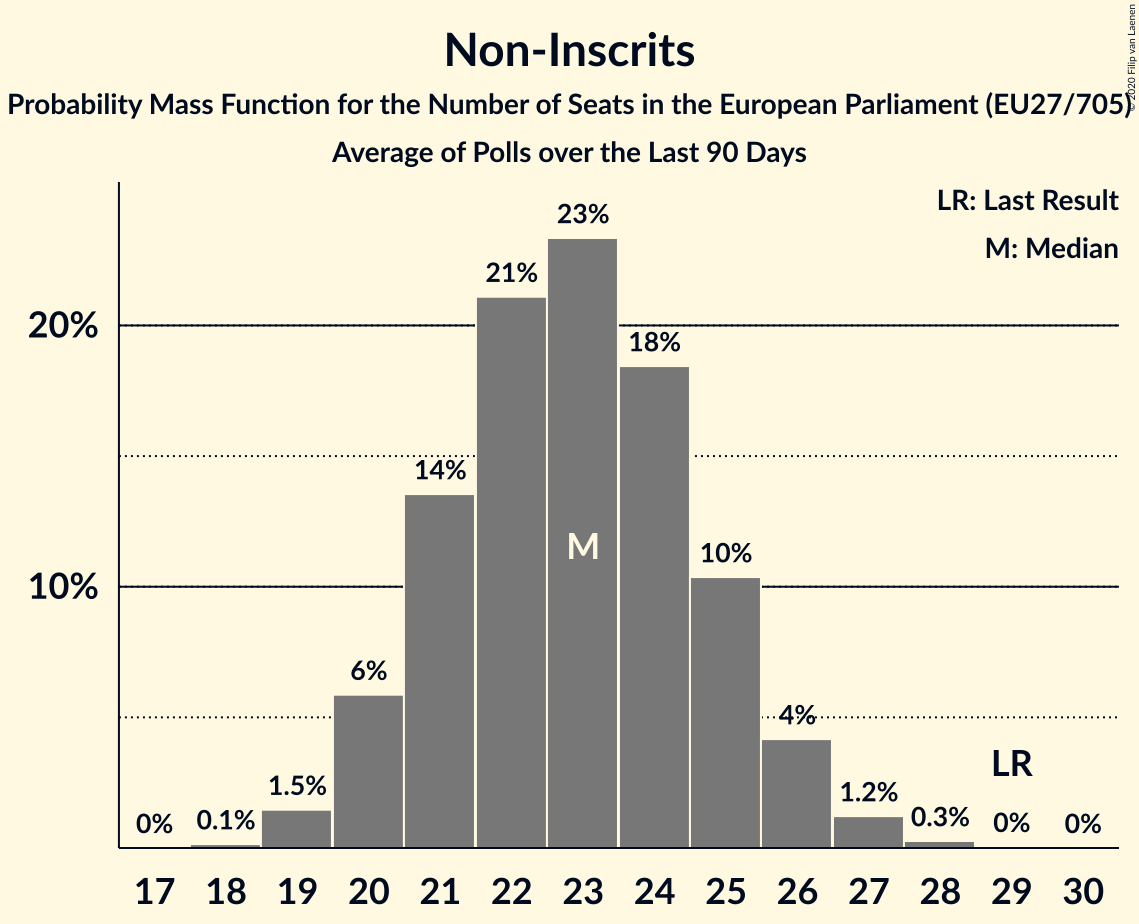 Non-Inscrits
Probability Mass Function for the Number of Seats in the European Parliament (EU27/705)
Average of Polls over the Last 90 Days
© 2020 Filip van Laenen
LR: Last Result
M: Median
23%
21%
20%
18%
14%
M
10%
10%
6%
4%
LR
1.5%
1.2%
0%
0.1%
0.3%
0%
0%
17 18 19 20 21 22 23 24 25 26 27 28 29 30